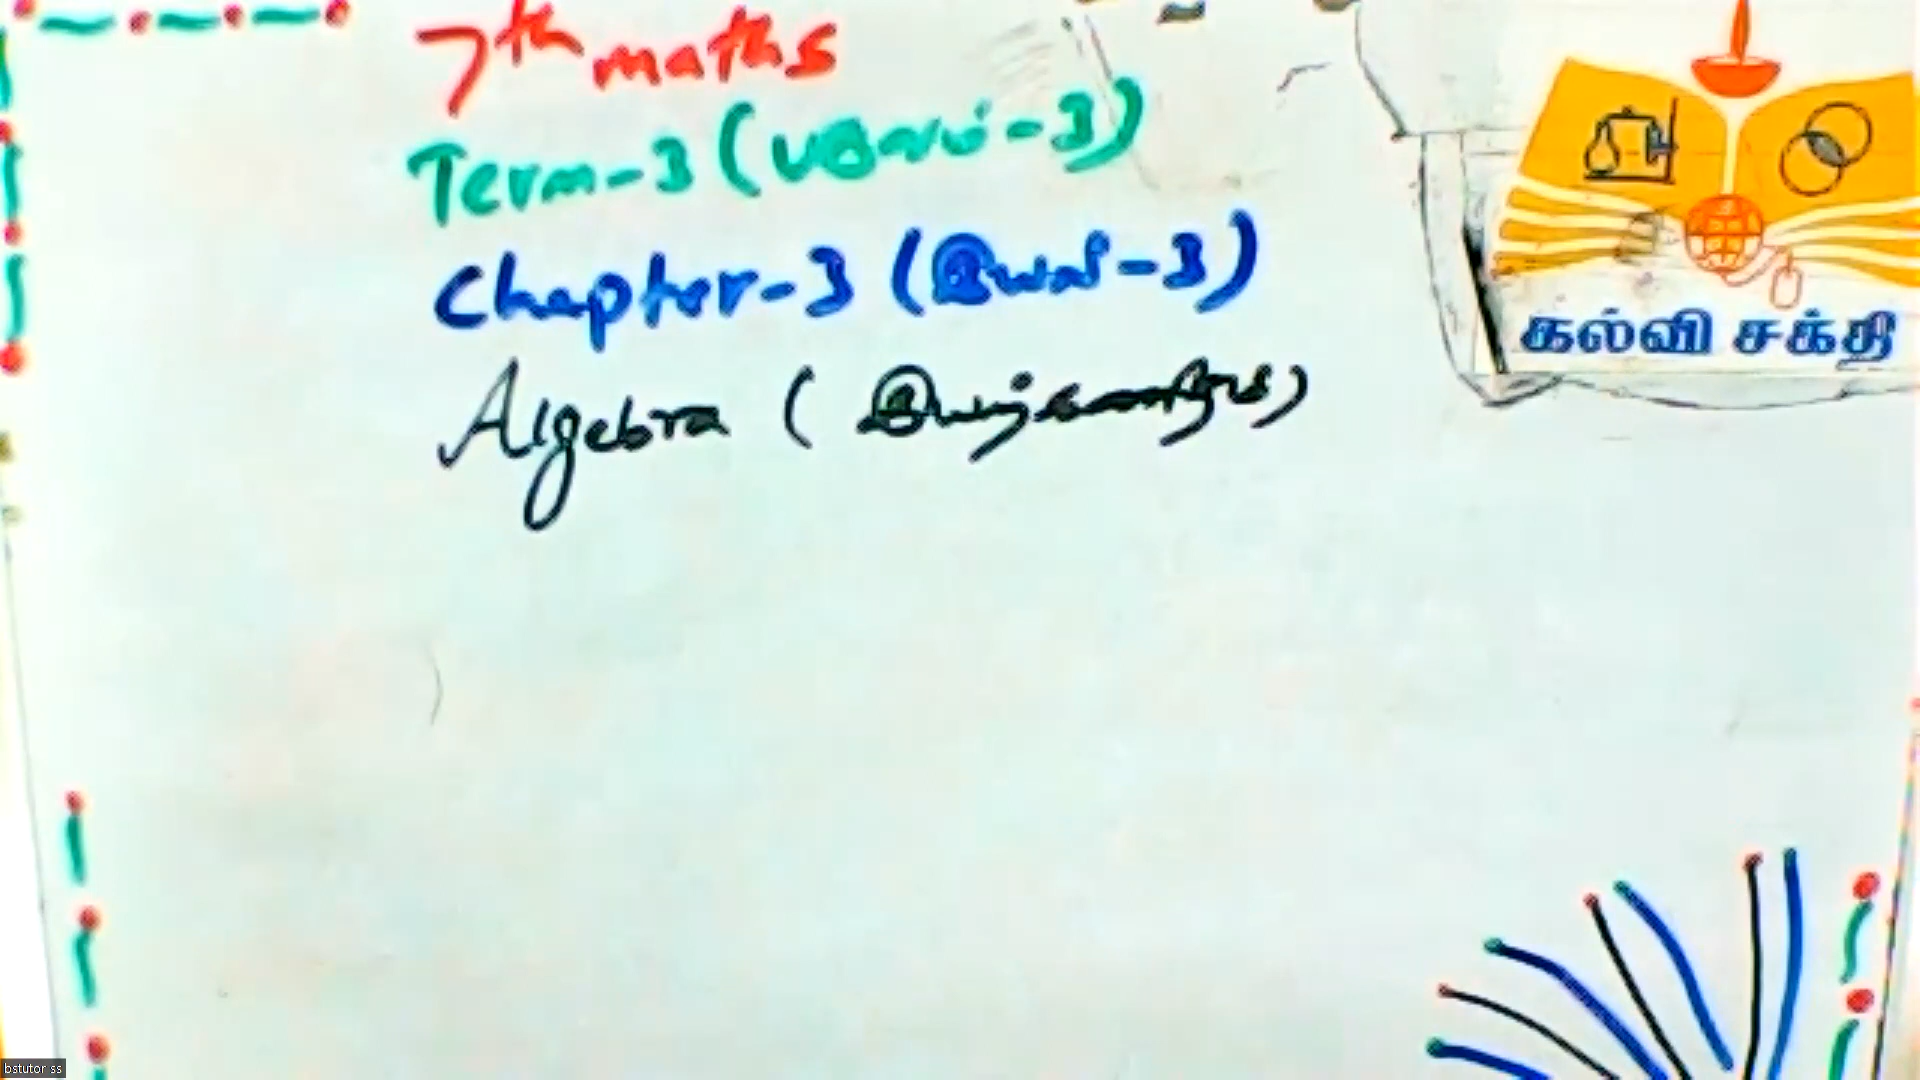 7th maths
Term-3 (பருவம்-3)
Chapter-3 (இயல்-3)
Algebra (இயற்கணிதம்)
கல்வி சக்தி
bstutor ss